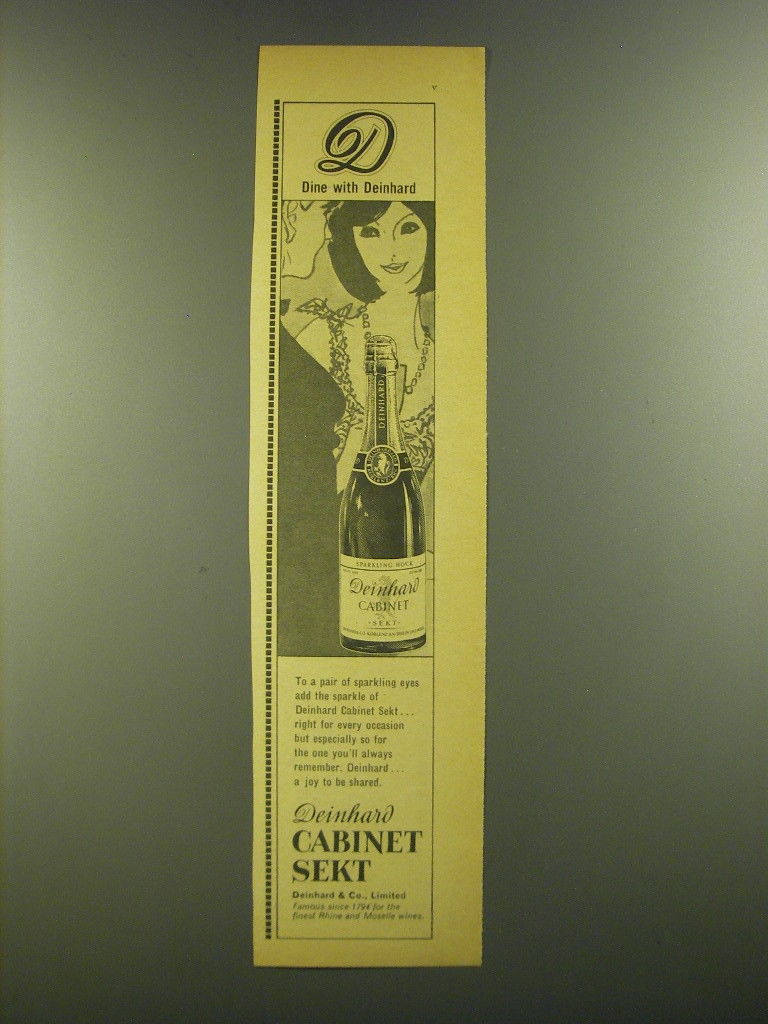 v
D
Dine with Deinhard
DEINHARD
SPARKLING HOCK
Deinhard
CABINET
SEKT
To a pair of sparkling eyes
add the sparkle of
Deinhard Cabinet Sekt...
right for every occasion
but especially so for
the one you'll always
remember. Deinhard...
a joy to be shared.
Deinhard
CABINET
SEKT
Deinhard & Co., Limited
Famous since 1794 for the
finest Rhine and Moselle wines.